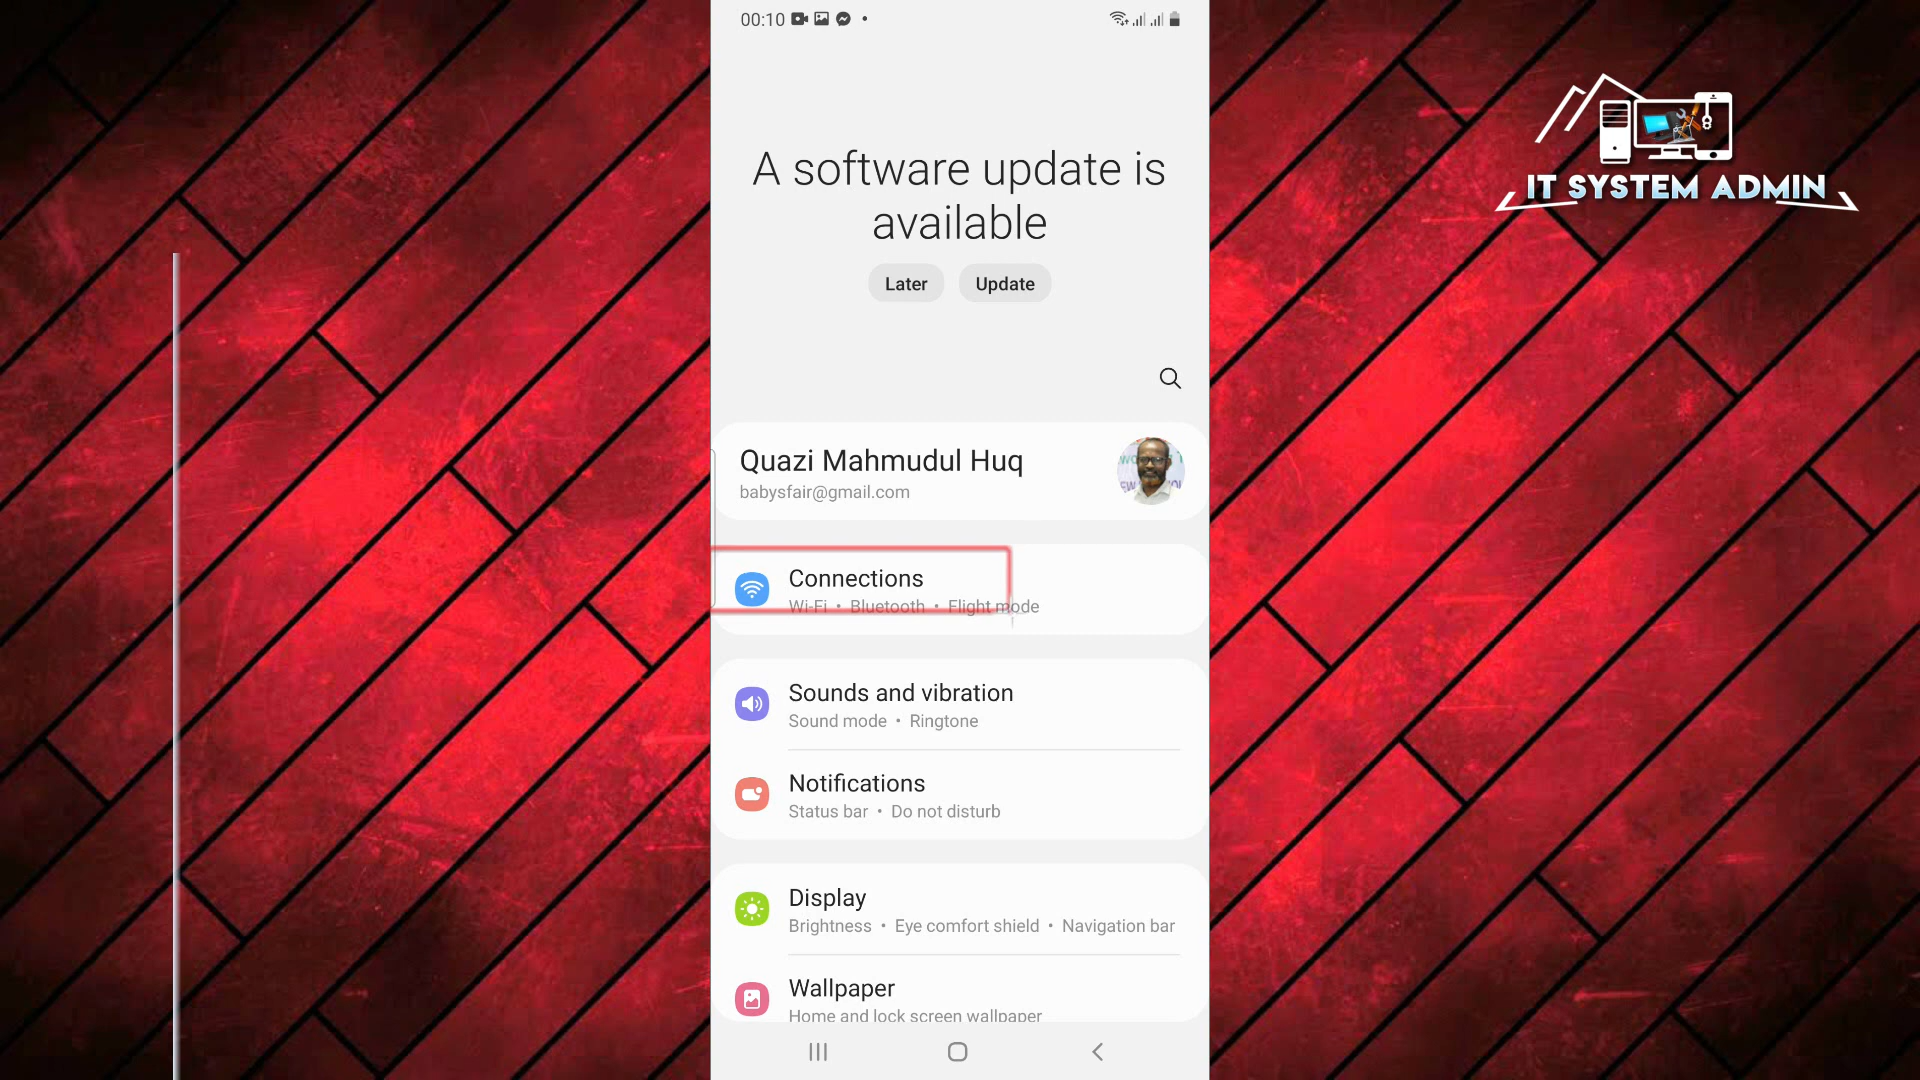 00:10
IT SYSTEM ADMIN
A software update is
available
Later
Update
Quazi Mahmudul Huq
babysfair@gmail.com
Connections
Wi-Fi • Bluetooth • Flight mode
Sounds and vibration
Sound mode • Ringtone
Notifications
Status bar • Do not disturb
Display
Brightness • Eye comfort shield • Navigation bar
Wallpaper
Home and lock screen wallpaper